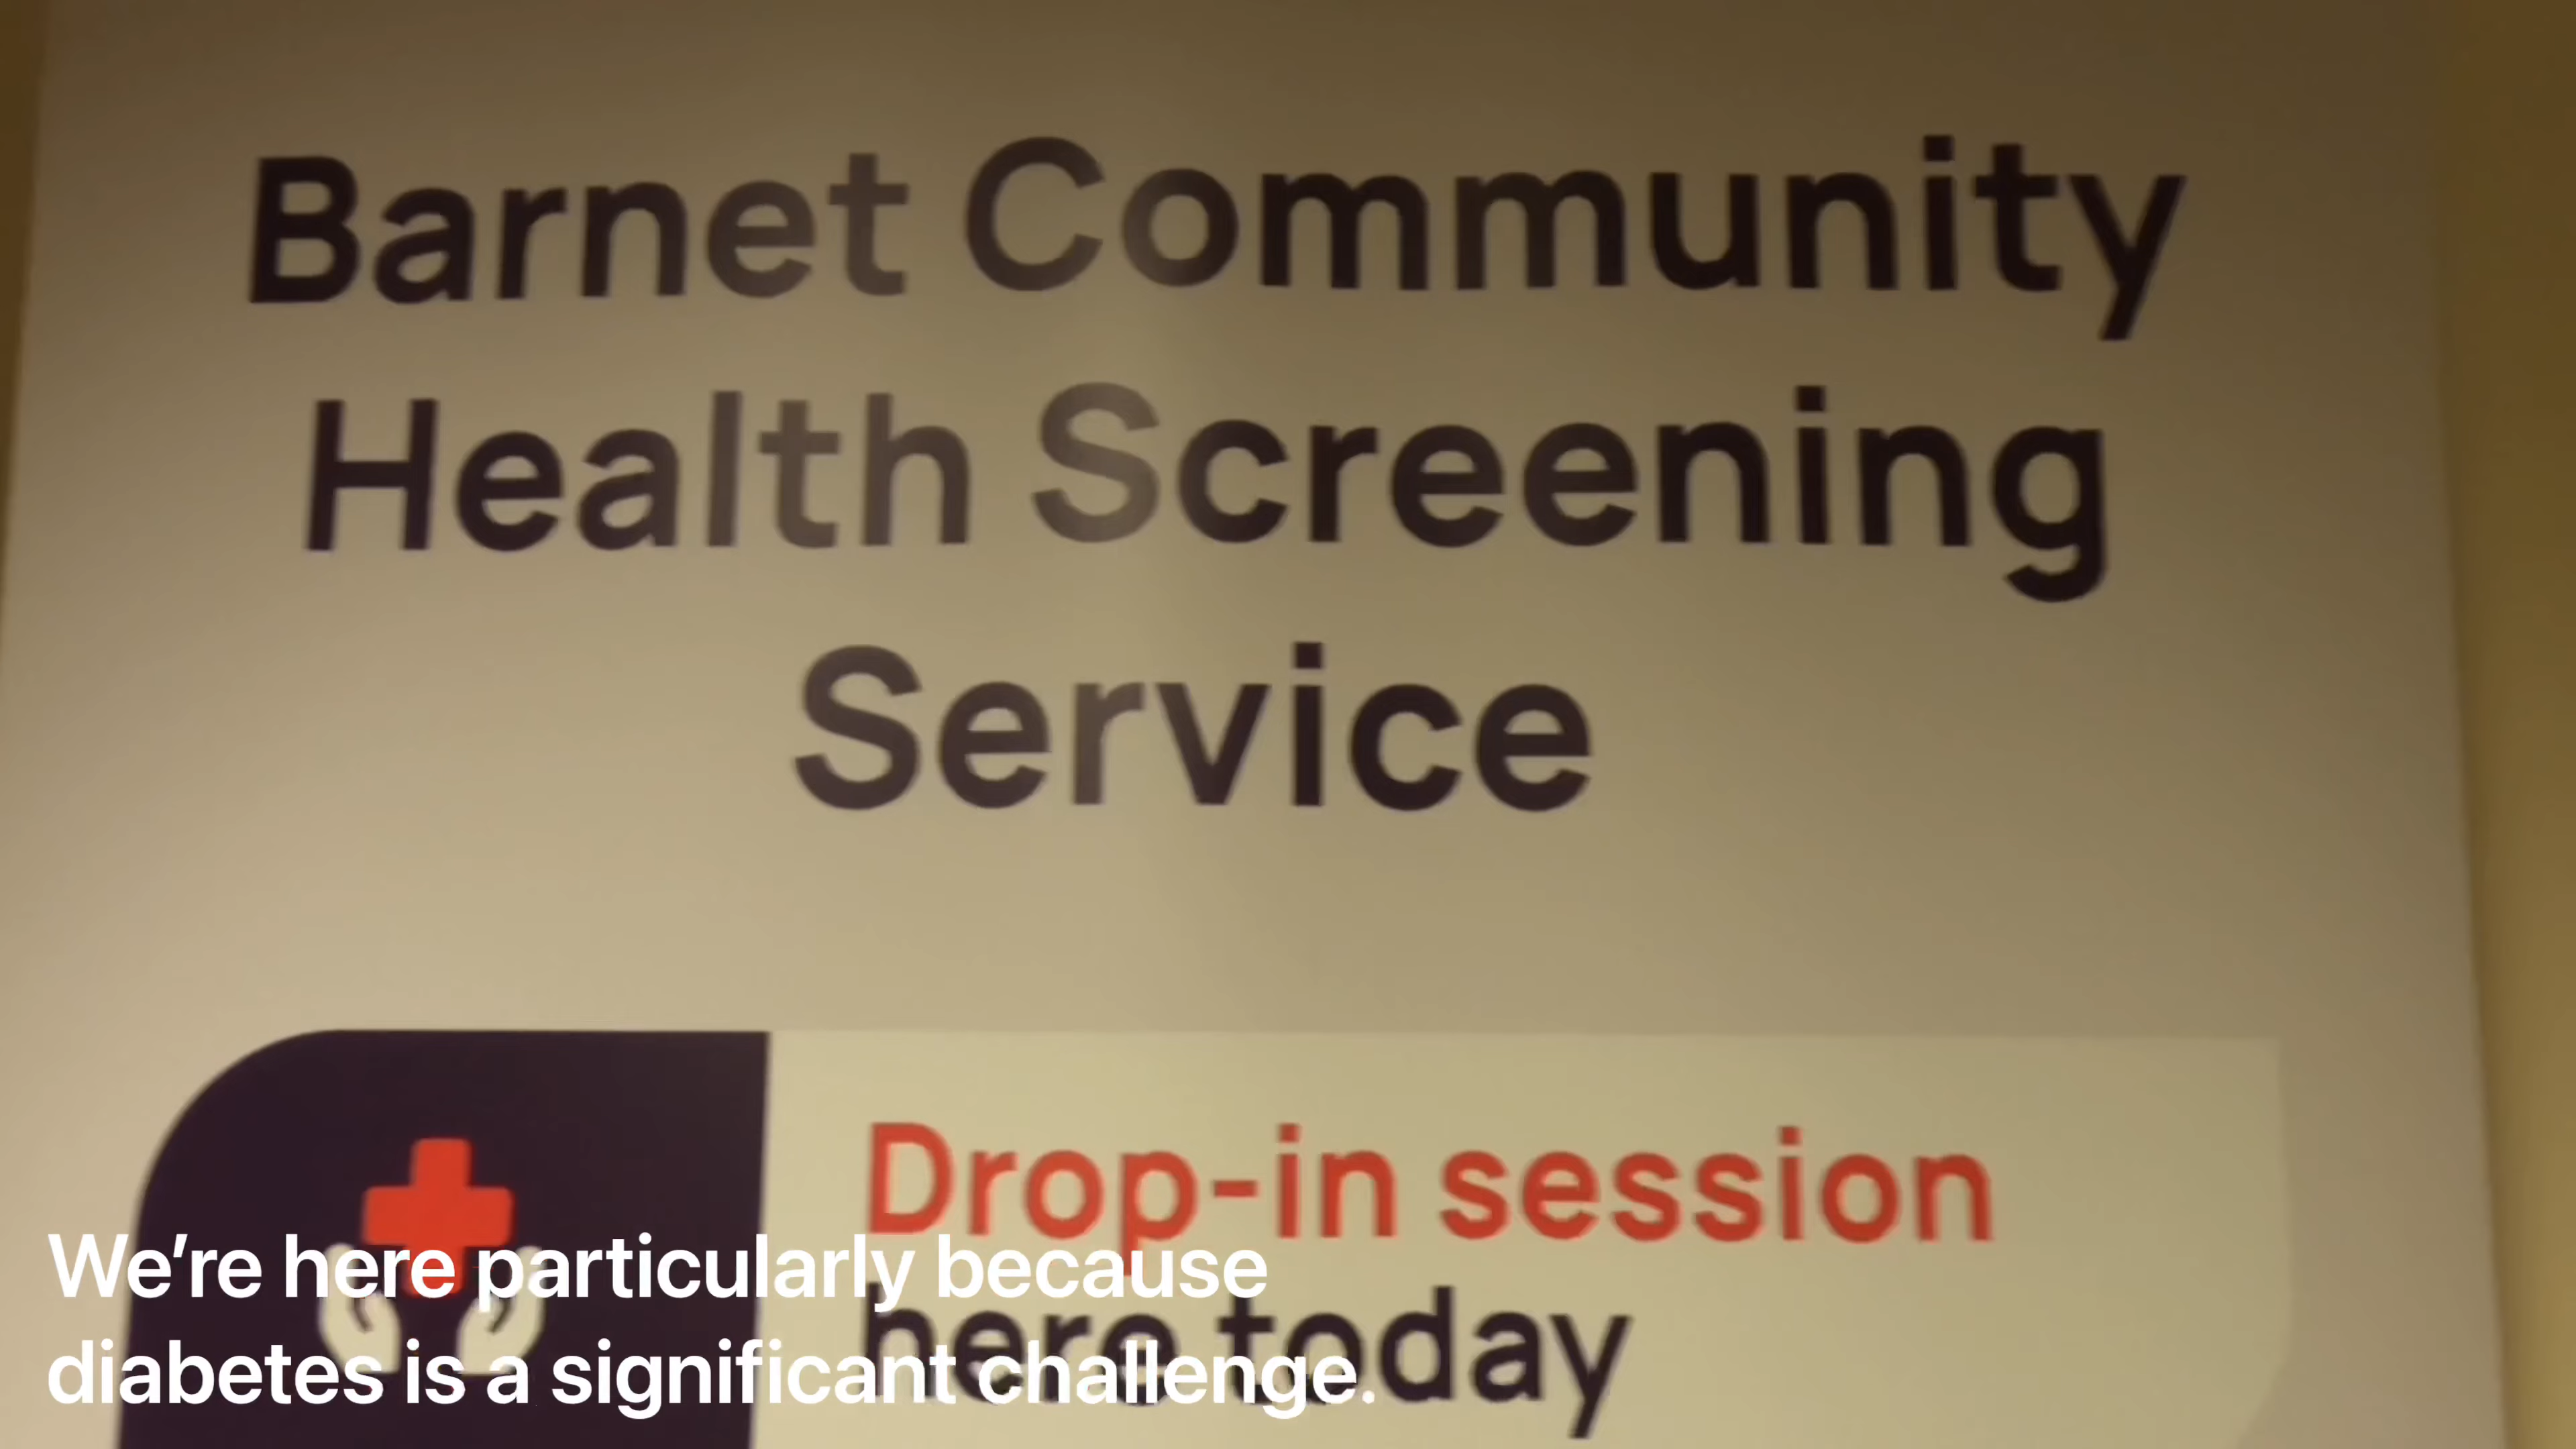 Barnet Community
Health Screening
Service
Drop-in session
here today
We're here particularly because
diabetes is a significant challenge.